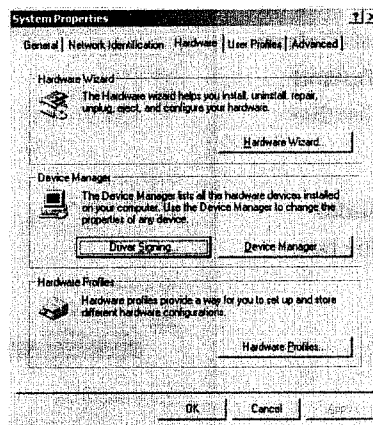 System Properties
General Network Identification Hardware User Profiles Advanced
Hardware Wizard
The Hardware wizard helps you install, uninstall, repair,
unplug, eject, and configure your hardware.
Hardware Wizard...
Device Manager
The Device Manager lists all the hardware devices installed
on your computer. Use the Device Manager to change the
properties of any device.
Driver Signing... Device Manager...
Hardware Profiles
Hardware profiles provide a way for you to set up and store
different hardware configurations.
Hardware Profiles...
OK Cancel Apply